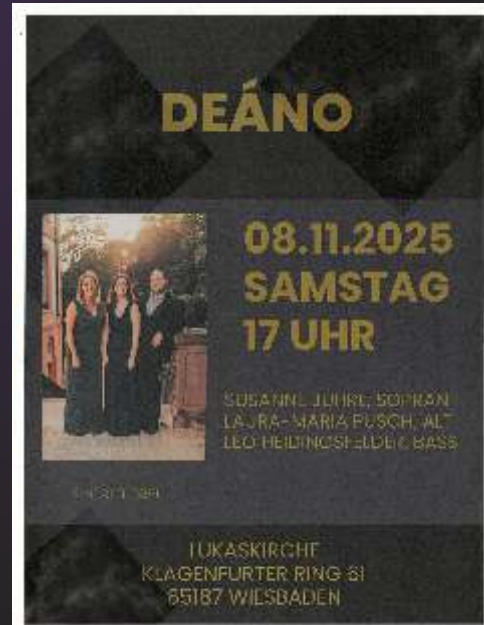 DEÁNO
08.11.2025
SAMSTAG
17 UHR
SUSANNE JÜHRE, SOPRAN
LAURA-MARIA PUSCH, ALT
LEO HEIDINGSFELDER, BASS
LUKASKIRCHE
KLAGENFURTER RING 61
65187 WIESBADEN